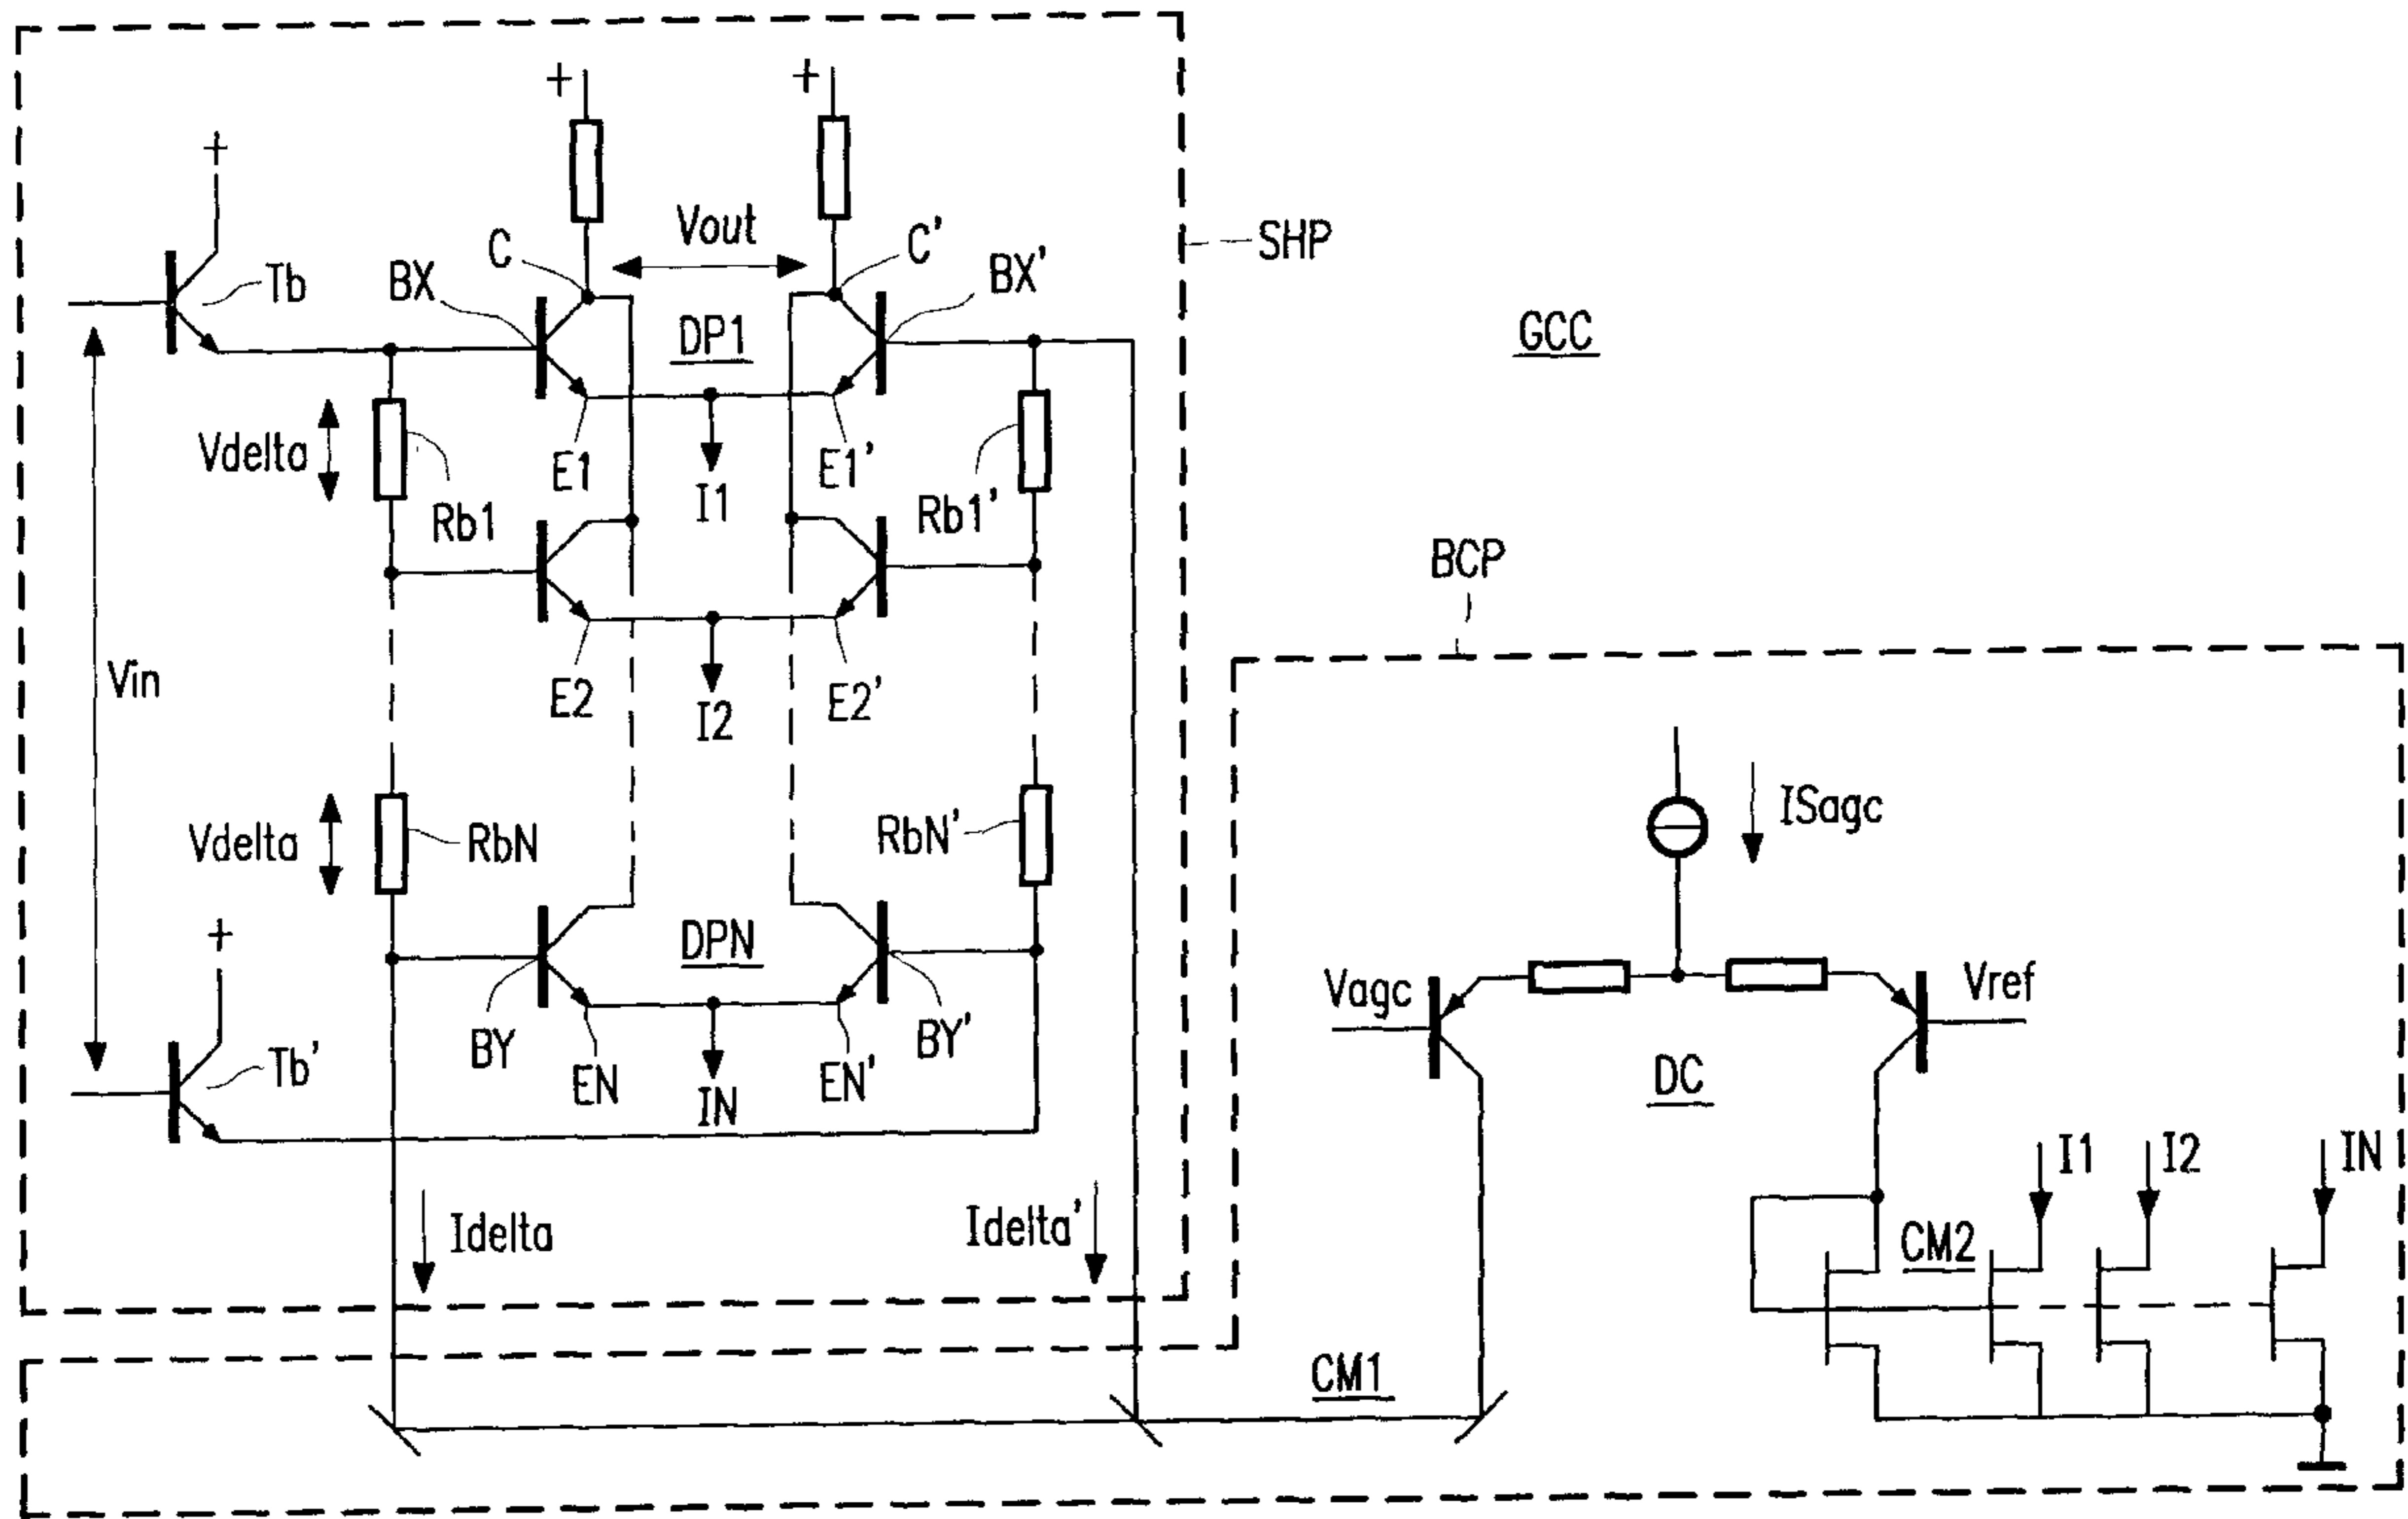 + +
+
Tb
C
Vout
C'
SHP
BX
BX'
DP1
GCC
Vdelta
E1
E1'
I1
Rb1
Rb1'
BCP
Vin
E2
E2'
I2
ISagc
Vdelta
RbN
RbN'
+
DPN
Vagc
Vref
BY
BY'
Tb'
EN
EN'
IN
DC
I1
I2
IN
Idelta
Idelta'
CM2
CM1